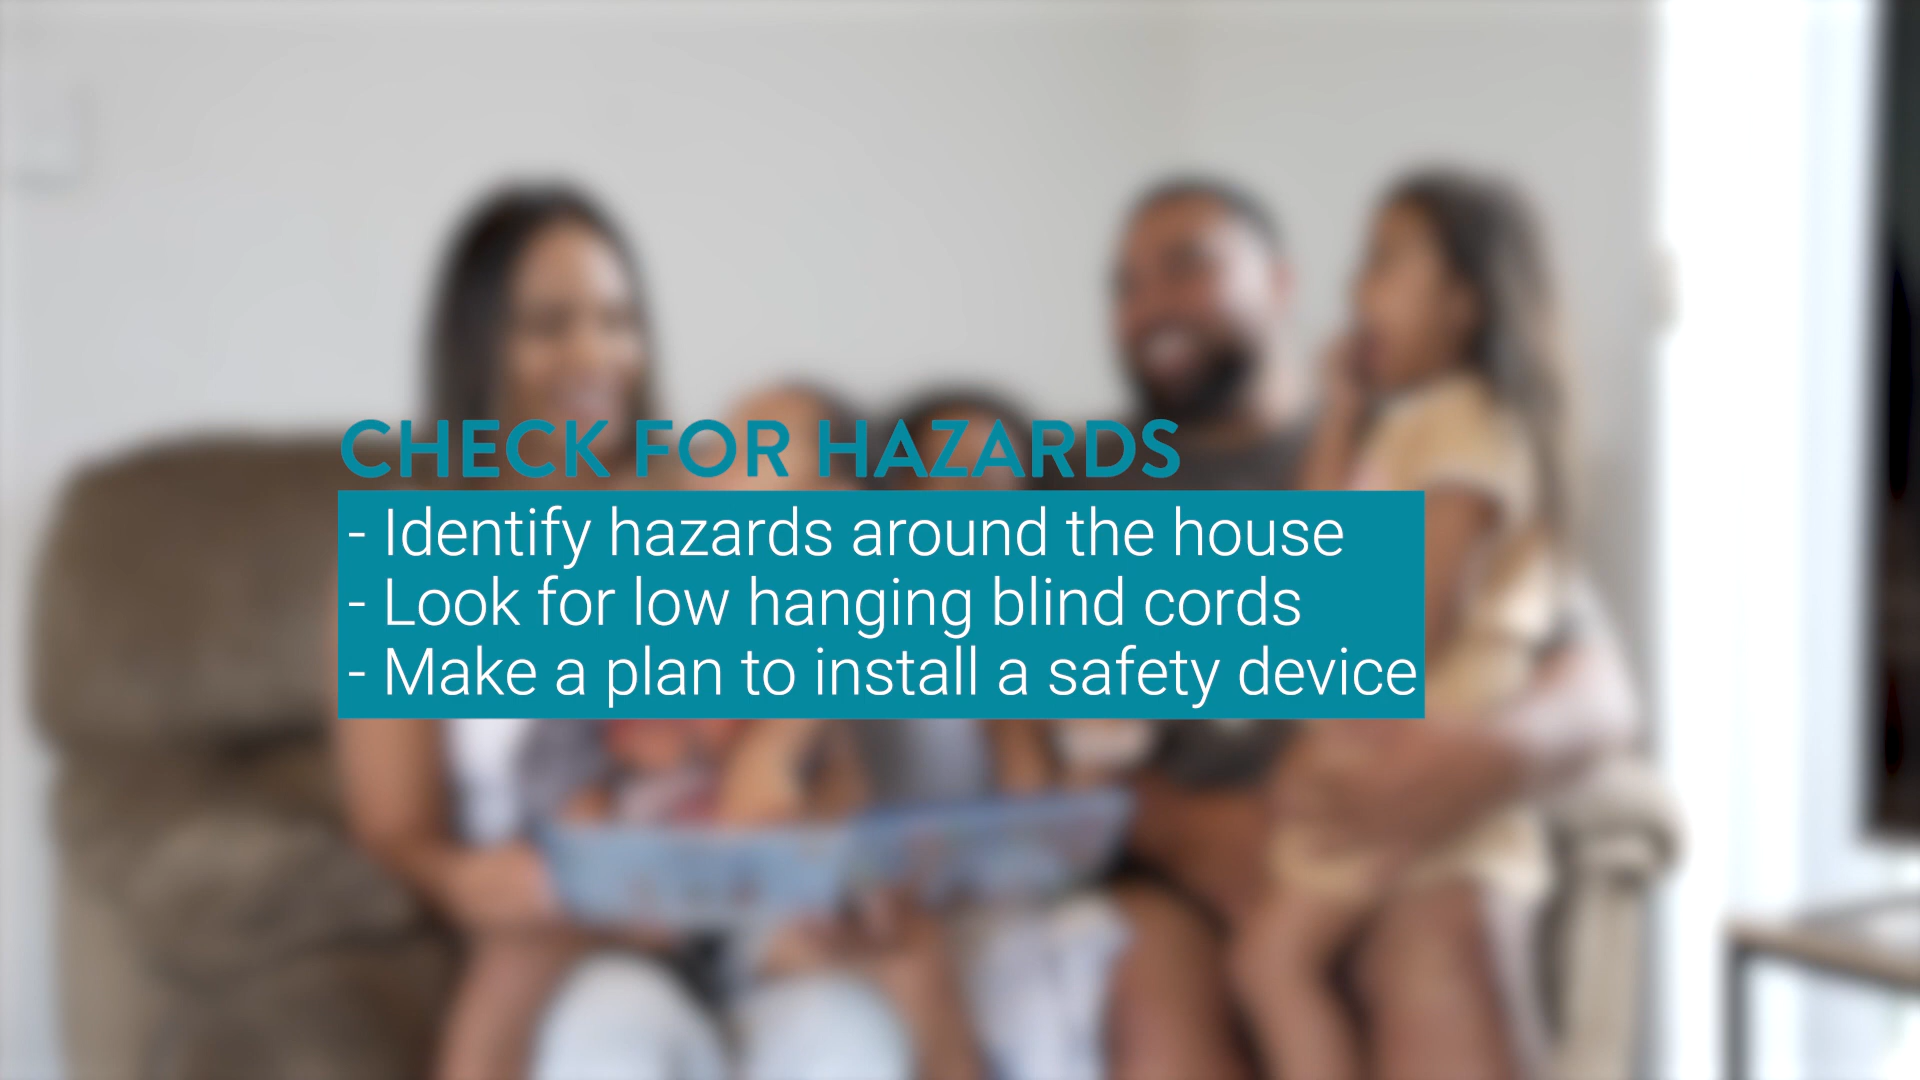 CHECK FOR HAZARDS
- Identify hazards around the house
- Look for low hanging blind cords
- Make a plan to install a safety device